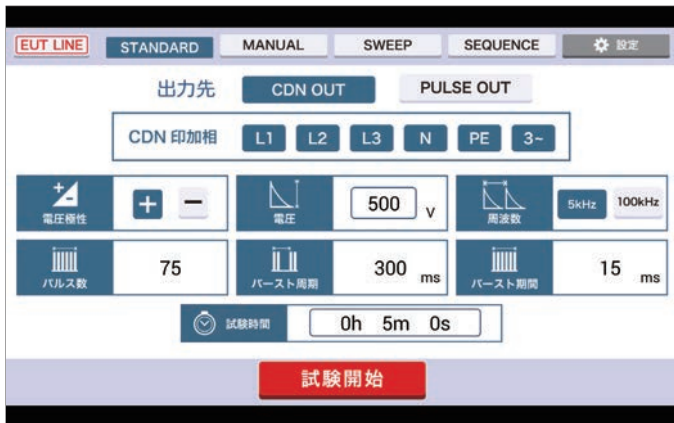 EUT LINE STANDARD MANUAL SWEEP SEQUENCE 設定
出力先 CDN OUT PULSE OUT
CDN 印加相 L1 L2 L3 N PE 3~
電圧極性 + − 電圧 500 V 周波数 5kHz 100kHz
パルス数 75 バースト周期 300 ms バースト期間 15 ms
試験時間 0h 5m 0s
試験開始